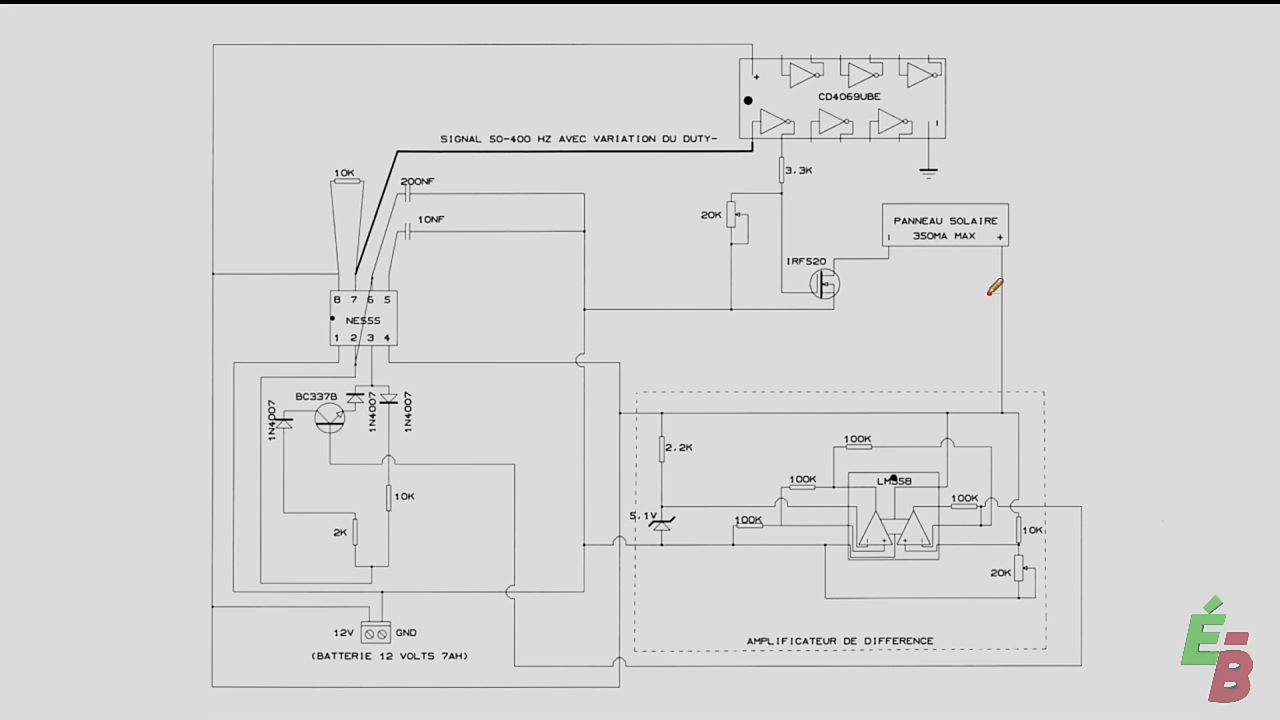 +
CD4069UBE
SIGNAL 50-400 HZ AVEC VARIATION DU DUTY-
3.3K
10K
200NF
10NF
20K
PANNEAU SOLAIRE
350MA MAX
- +
IRF520
8 7 6 5
NE555
1 2 3 4
BC337B
1N4007
1N4007
1N4007
10K
2K
2.2K
5.1V
100K
100K
100K
LM358
100K
10K
20K
12V GND
(BATTERIE 12 VOLTS 7AH)
AMPLIFICATEUR DE DIFFERENCE
É-B